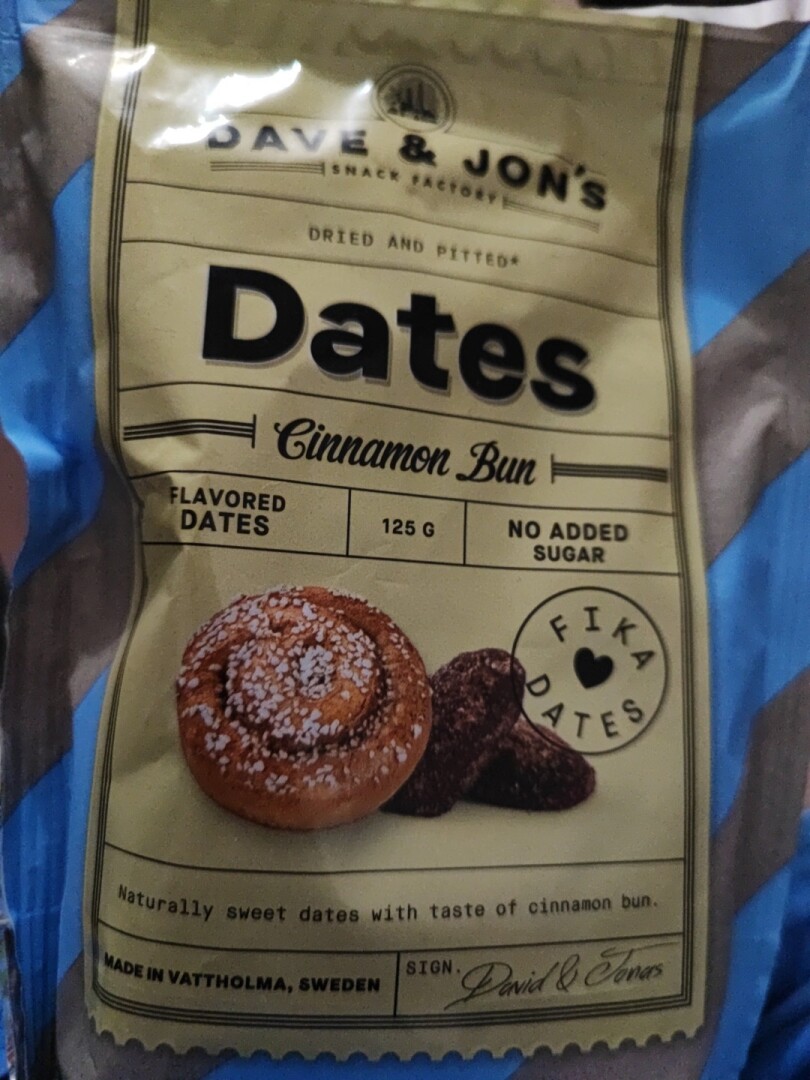 DAVE & JON'S
SNACK FACTORY
DRIED AND PITTED*
Dates
Cinnamon Bun
FLAVORED
DATES
125 G
NO ADDED
SUGAR
FIKA
DATES
Naturally sweet dates with taste of cinnamon bun.
MADE IN VATTHOLMA, SWEDEN
SIGN. David & Jonas